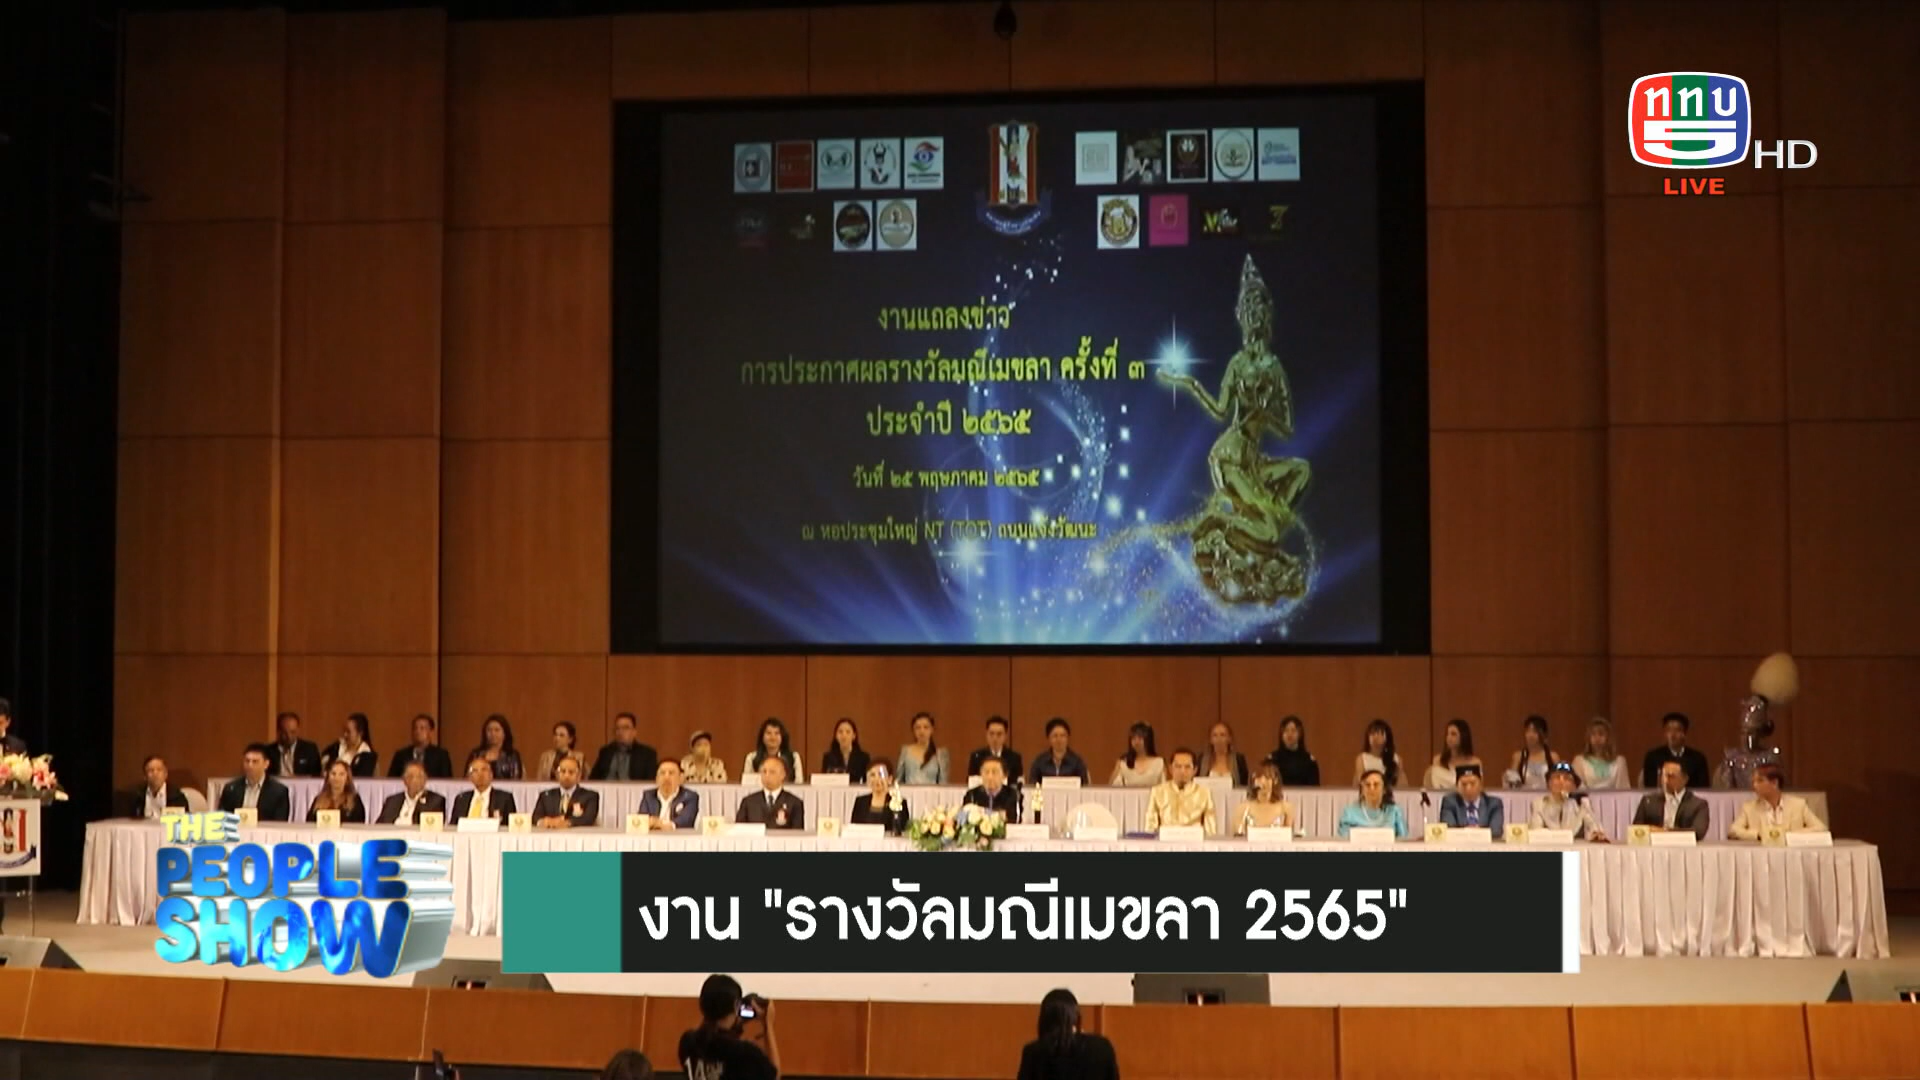 ททบ
5
HD
LIVE
งานแถลงข่าว
การประกาศผลรางวัลมณีเมขลา ครั้งที่ ๓
ประจำปี ๒๕๖๕
วันที่ ๒๕ พฤษภาคม ๒๕๖๕
ณ หอประชุมใหญ่ NT (TOT) ถนนแจ้งวัฒนะ
THE
PEOPLE
SHOW
งาน "รางวัลมณีเมขลา 2565"